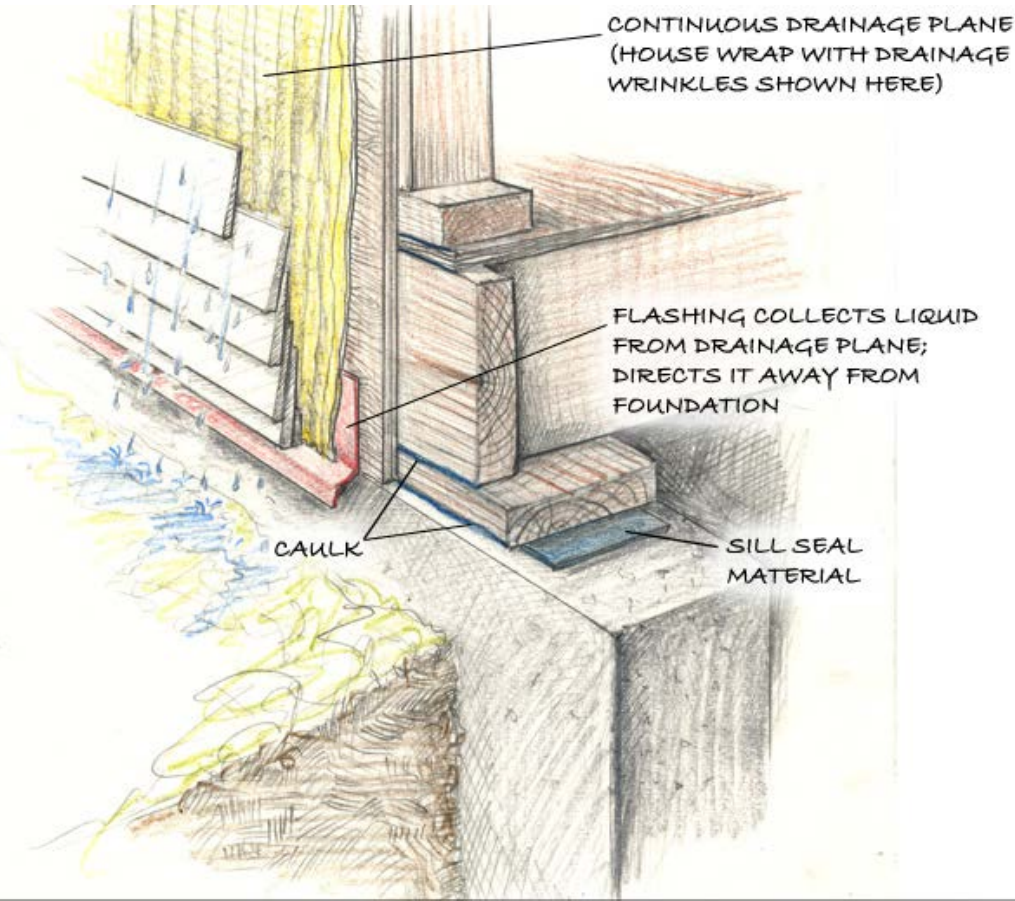 CONTINUOUS DRAINAGE PLANE
(HOUSE WRAP WITH DRAINAGE
WRINKLES SHOWN HERE)
FLASHING COLLECTS LIQUID
FROM DRAINAGE PLANE;
DIRECTS IT AWAY FROM
FOUNDATION
CAULK
SILL SEAL
MATERIAL